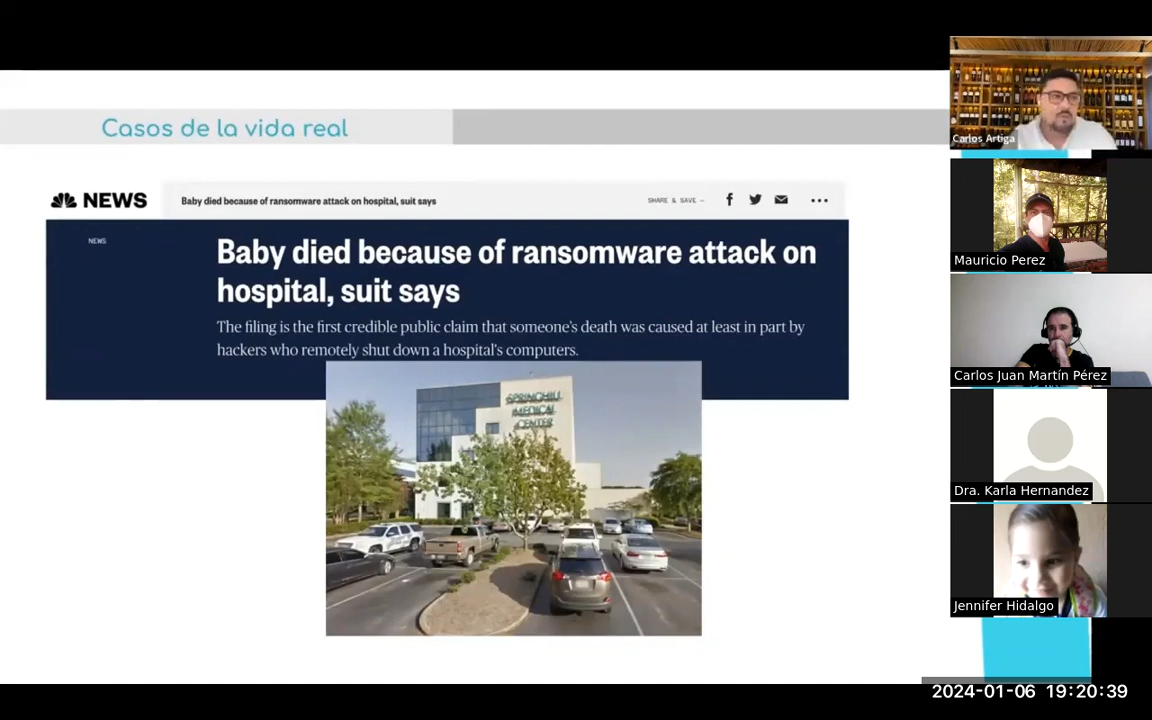 Casos de la vida real
NEWS
Baby died because of ransomware attack on hospital, suit says
SHARE & SAVE —
NEWS
Baby died because of ransomware attack on
hospital, suit says
The filing is the first credible public claim that someone's death was caused at least in part by
hackers who remotely shut down a hospital's computers.
SPRINGHILL
MEDICAL
CENTER
Carlos Artiga
Mauricio Perez
Carlos Juan Martín Pérez
Dra. Karla Hernandez
Jennifer Hidalgo
2024-01-06 19:20:39